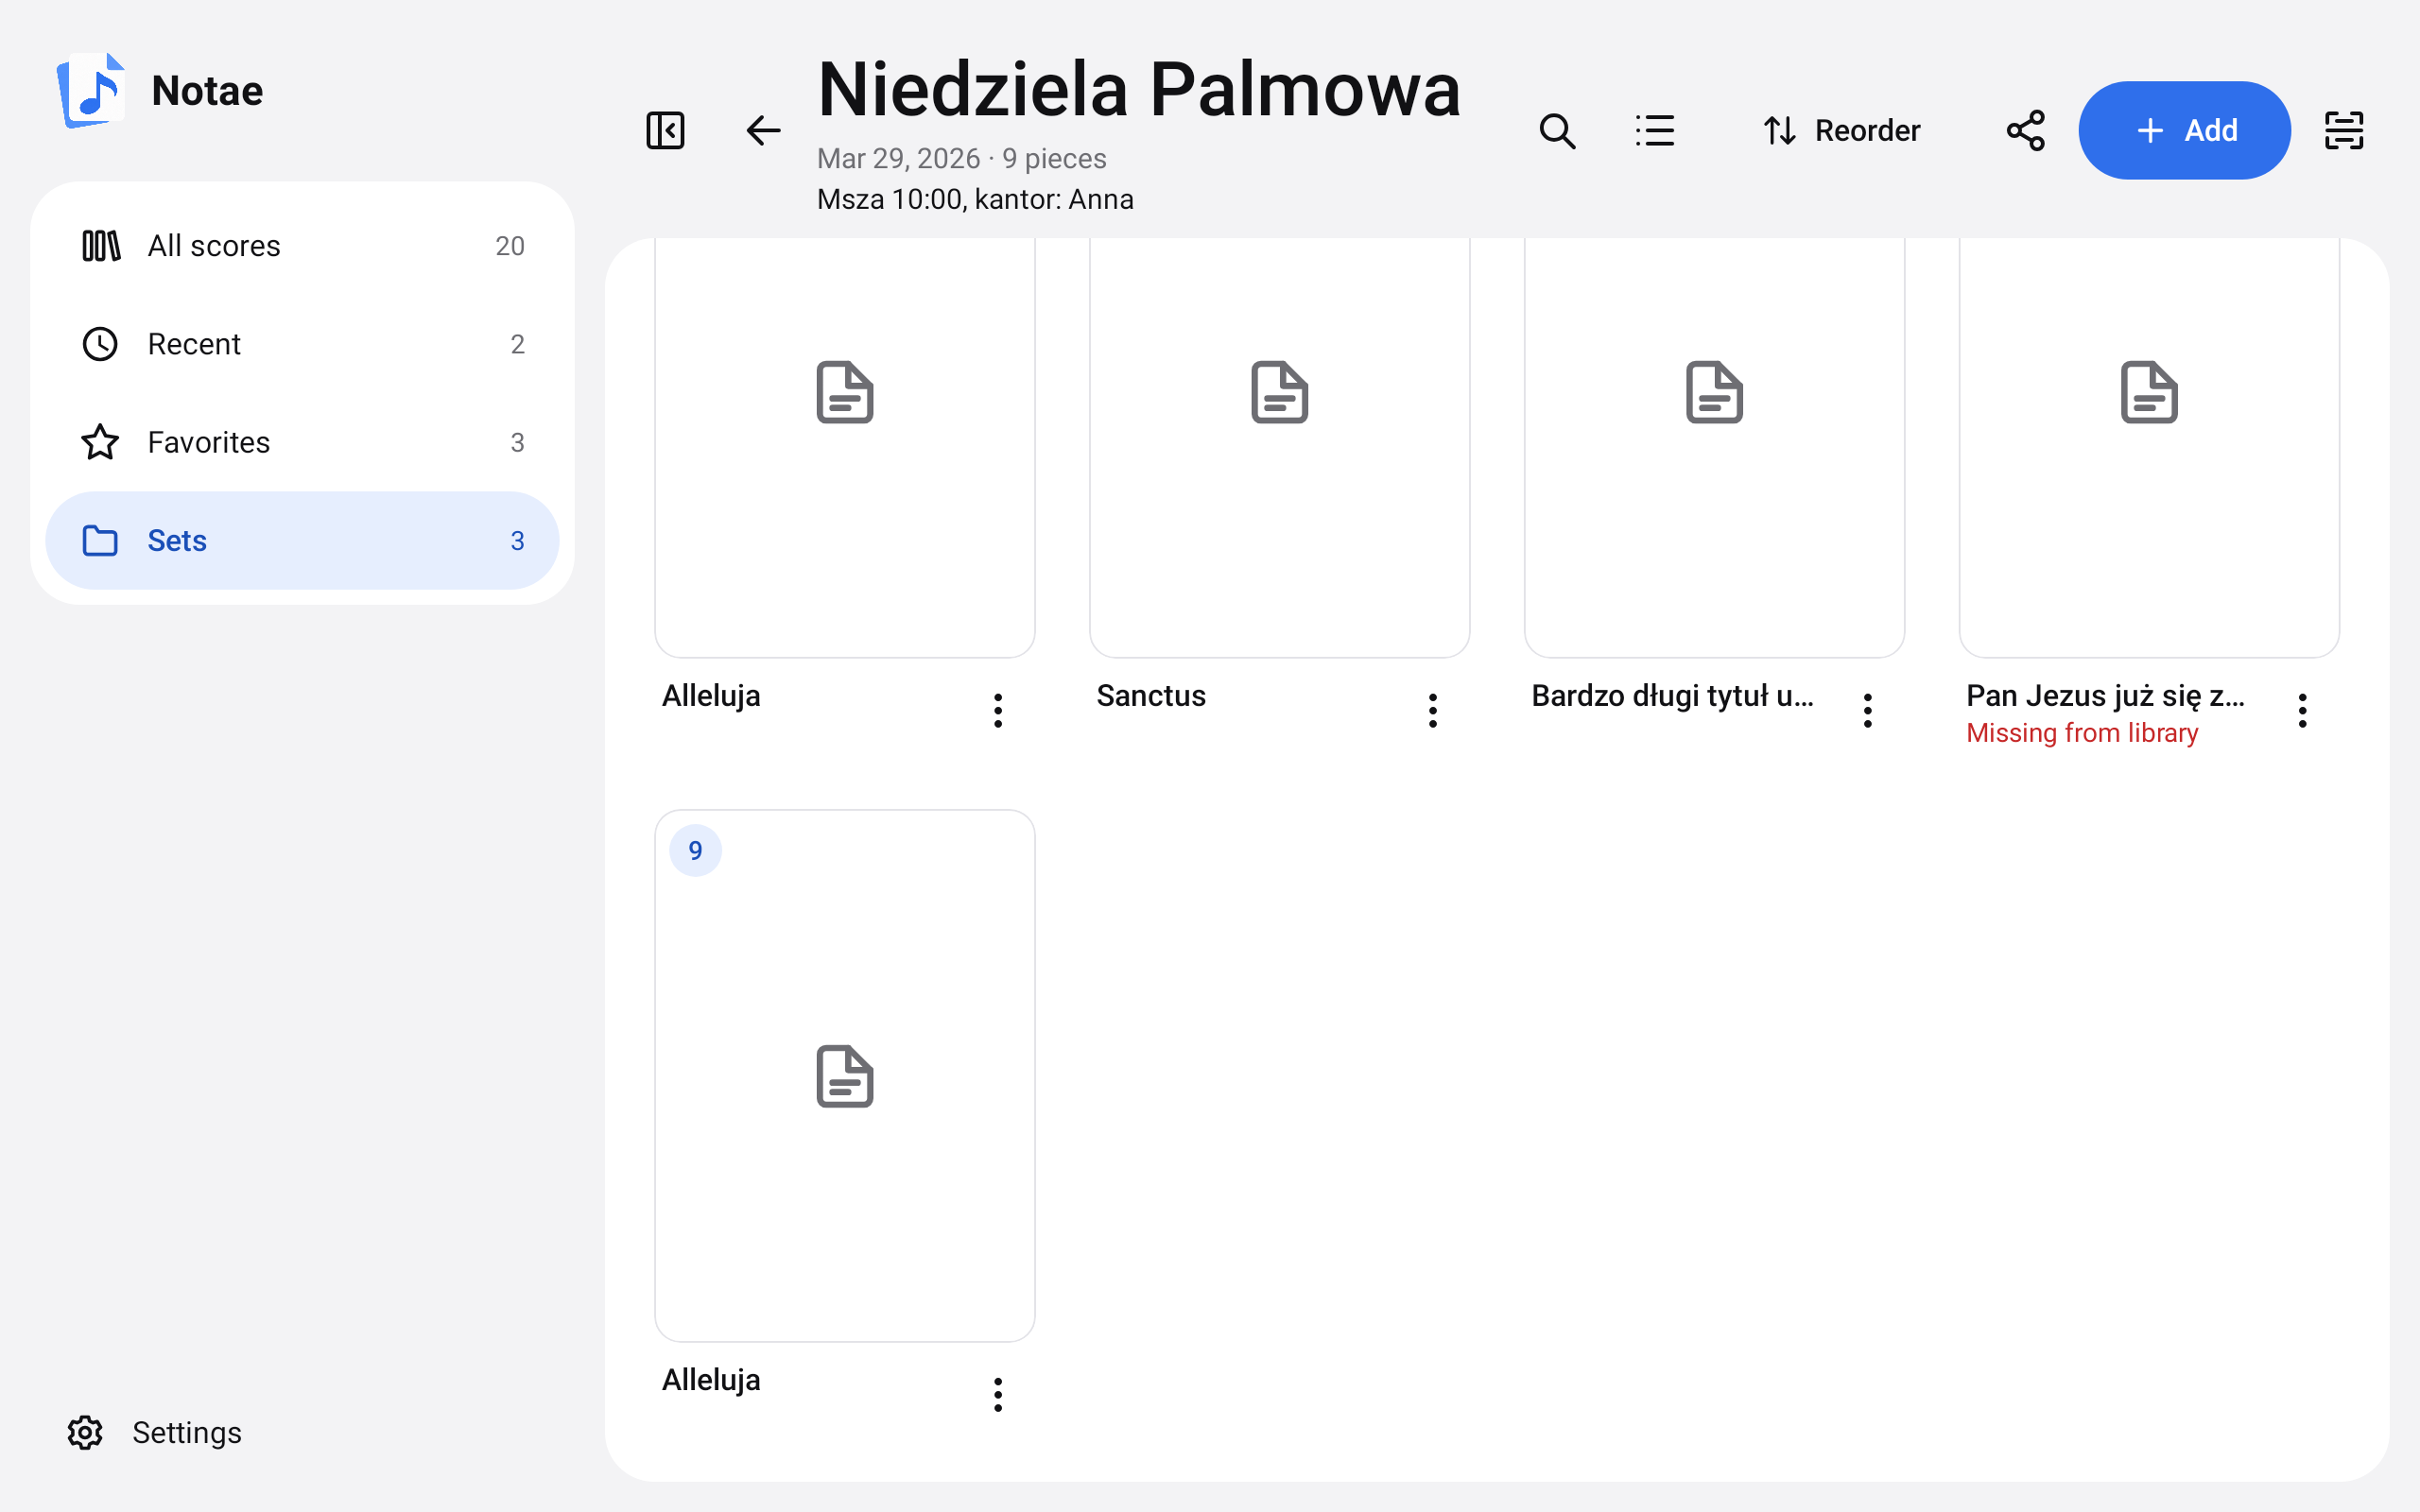 Notae
All scores 20
Recent 2
Favorites 3
Sets 3
Settings
Niedziela Palmowa
Mar 29, 2026 · 9 pieces
Msza 10:00, kantor: Anna
Reorder
Add
Alleluja
Sanctus
Bardzo długi tytuł u...
Pan Jezus już się z...
Missing from library
9
Alleluja